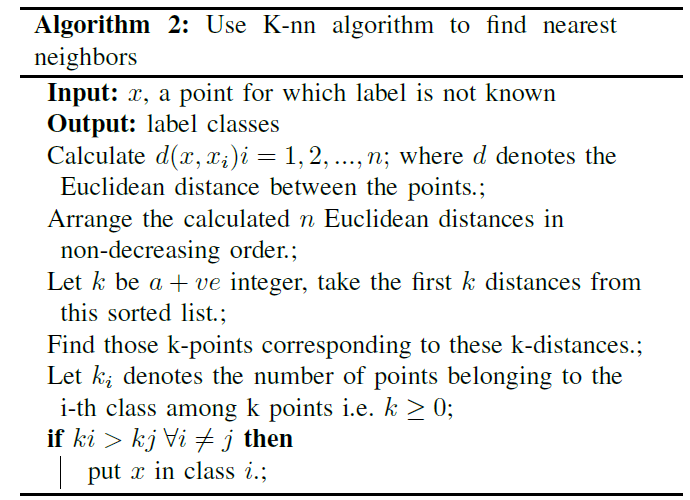 Algorithm 2: Use K-nn algorithm to find nearest
neighbors
Input: x, a point for which label is not known
Output: label classes
Calculate d(x, x_i)i = 1, 2, ..., n; where d denotes the
Euclidean distance between the points.;
Arrange the calculated n Euclidean distances in
non-decreasing order.;
Let k be a + ve integer, take the first k distances from
this sorted list.;
Find those k-points corresponding to these k-distances.;
Let k_i denotes the number of points belonging to the
i-th class among k points i.e. k ≥ 0;
if ki > kj ∀i ≠ j then
put x in class i.;